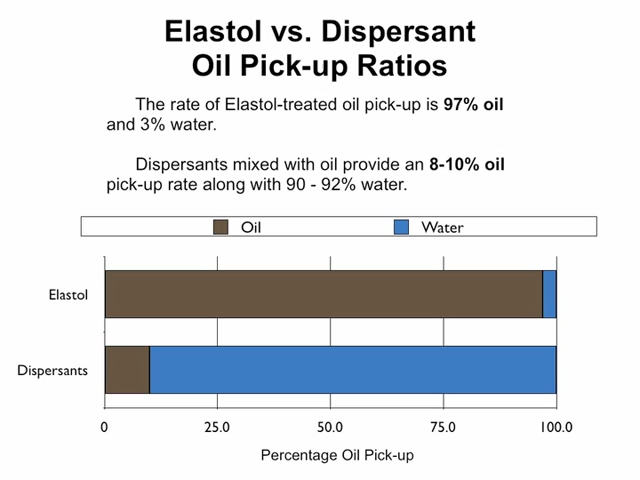 Elastol vs. Dispersant
Oil Pick-up Ratios
The rate of Elastol-treated oil pick-up is 97% oil
and 3% water.
Dispersants mixed with oil provide an 8-10% oil
pick-up rate along with 90 - 92% water.
Oil Water
Elastol
Dispersants
0 25.0 50.0 75.0 100.0
Percentage Oil Pick-up